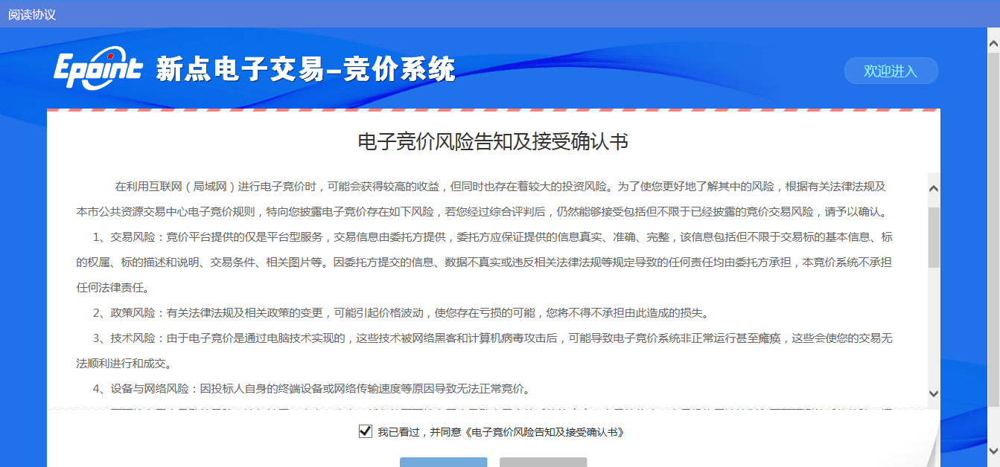 阅读协议
Epoint 新点电子交易-竞价系统
欢迎进入
电子竞价风险告知及接受确认书
在利用互联网（局域网）进行电子竞价时，可能会获得较高的收益，但同时也存在着较大的投资风险。为了使您更好地了解其中的风险，根据有关法律法规及
本市公共资源交易中心电子竞价规则，特向您披露电子竞价存在如下风险，若您经过综合评判后，仍然能够接受包括但不限于已经披露的竞价交易风险，请予以确认。
1、交易风险：竞价平台提供的仅是平台型服务，交易信息由委托方提供，委托方应保证提供的信息真实、准确、完整，该信息包括但不限于交易标的基本信息、标
的权属、标的描述和说明、交易条件、相关图片等。因委托方提交的信息、数据不真实或违反相关法律法规等规定导致的任何责任均由委托方承担，本竞价系统不承担
任何法律责任。
2、政策风险：有关法律法规及相关政策的变更，可能引起价格波动，使您存在亏损的可能，您将不得不承担由此造成的损失。
3、技术风险：由于电子竞价是通过电脑技术实现的，这些技术被网络黑客和计算机病毒攻击后，可能导致电子竞价系统非正常运行甚至瘫痪，这些会使您的交易无
法顺利进行和成交。
4、设备与网络风险：因投标人自身的终端设备或网络传输速度等原因导致无法正常竞价。
我已看过，并同意《电子竞价风险告知及接受确认书》